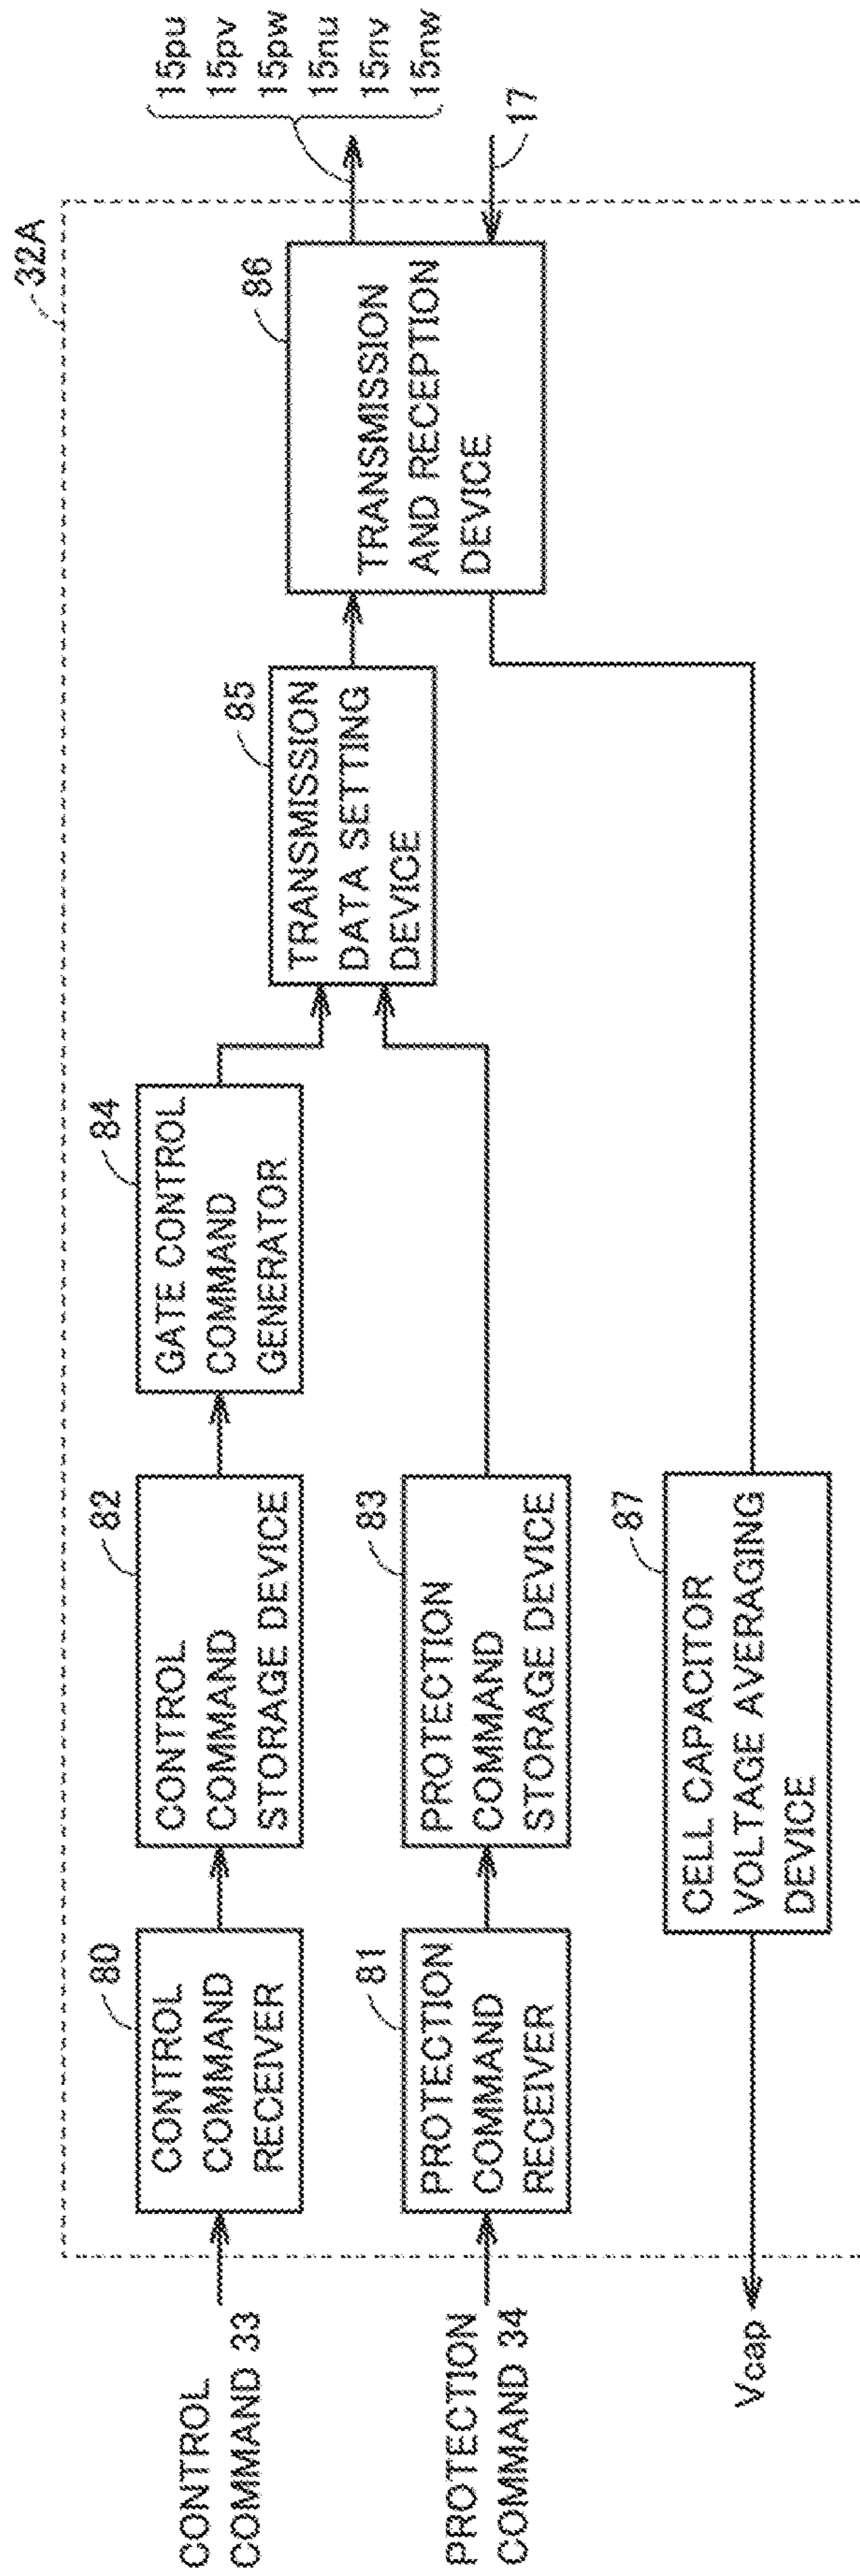 32A
15pu
15pv
15pw
15nu
15nv
15nw
17
CONTROL
COMMAND 33
80
CONTROL
COMMAND
RECEIVER
82
CONTROL
COMMAND
STORAGE DEVICE
84
GATE CONTROL
COMMAND
GENERATOR
85
TRANSMISSION
DATA SETTING
DEVICE
86
TRANSMISSION
AND RECEPTION
DEVICE
PROTECTION
COMMAND 34
81
PROTECTION
COMMAND
RECEIVER
83
PROTECTION
COMMAND
STORAGE DEVICE
Vcap
87
CELL CAPACITOR
VOLTAGE AVERAGING
DEVICE